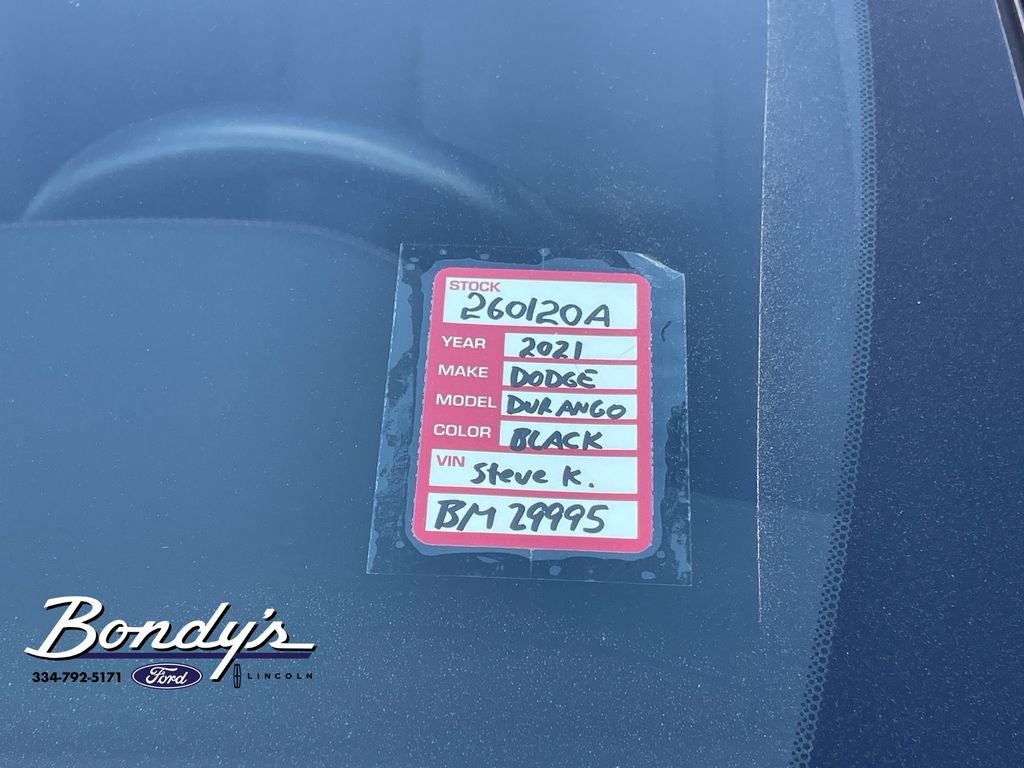 STOCK
260120A
YEAR 2021
MAKE DODGE
MODEL DURANGO
COLOR BLACK
VIN Steve K.
BM 29995
Bondy's
334-792-5171 Ford LINCOLN